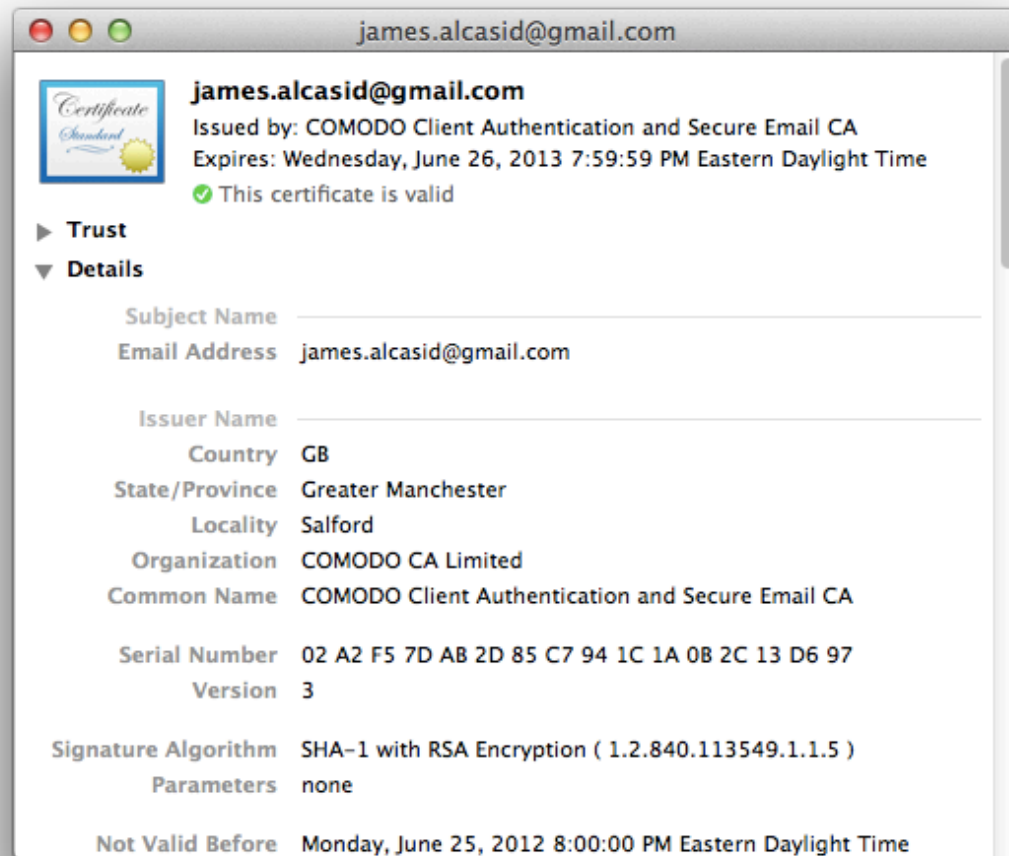 james.alcasid@gmail.com
Certificate
Standard
james.alcasid@gmail.com
Issued by: COMODO Client Authentication and Secure Email CA
Expires: Wednesday, June 26, 2013 7:59:59 PM Eastern Daylight Time
This certificate is valid
Trust
Details
Subject Name
Email Address james.alcasid@gmail.com
Issuer Name
Country GB
State/Province Greater Manchester
Locality Salford
Organization COMODO CA Limited
Common Name COMODO Client Authentication and Secure Email CA
Serial Number 02 A2 F5 7D AB 2D 85 C7 94 1C 1A 0B 2C 13 D6 97
Version 3
Signature Algorithm SHA-1 with RSA Encryption ( 1.2.840.113549.1.1.5 )
Parameters none
Not Valid Before Monday, June 25, 2012 8:00:00 PM Eastern Daylight Time